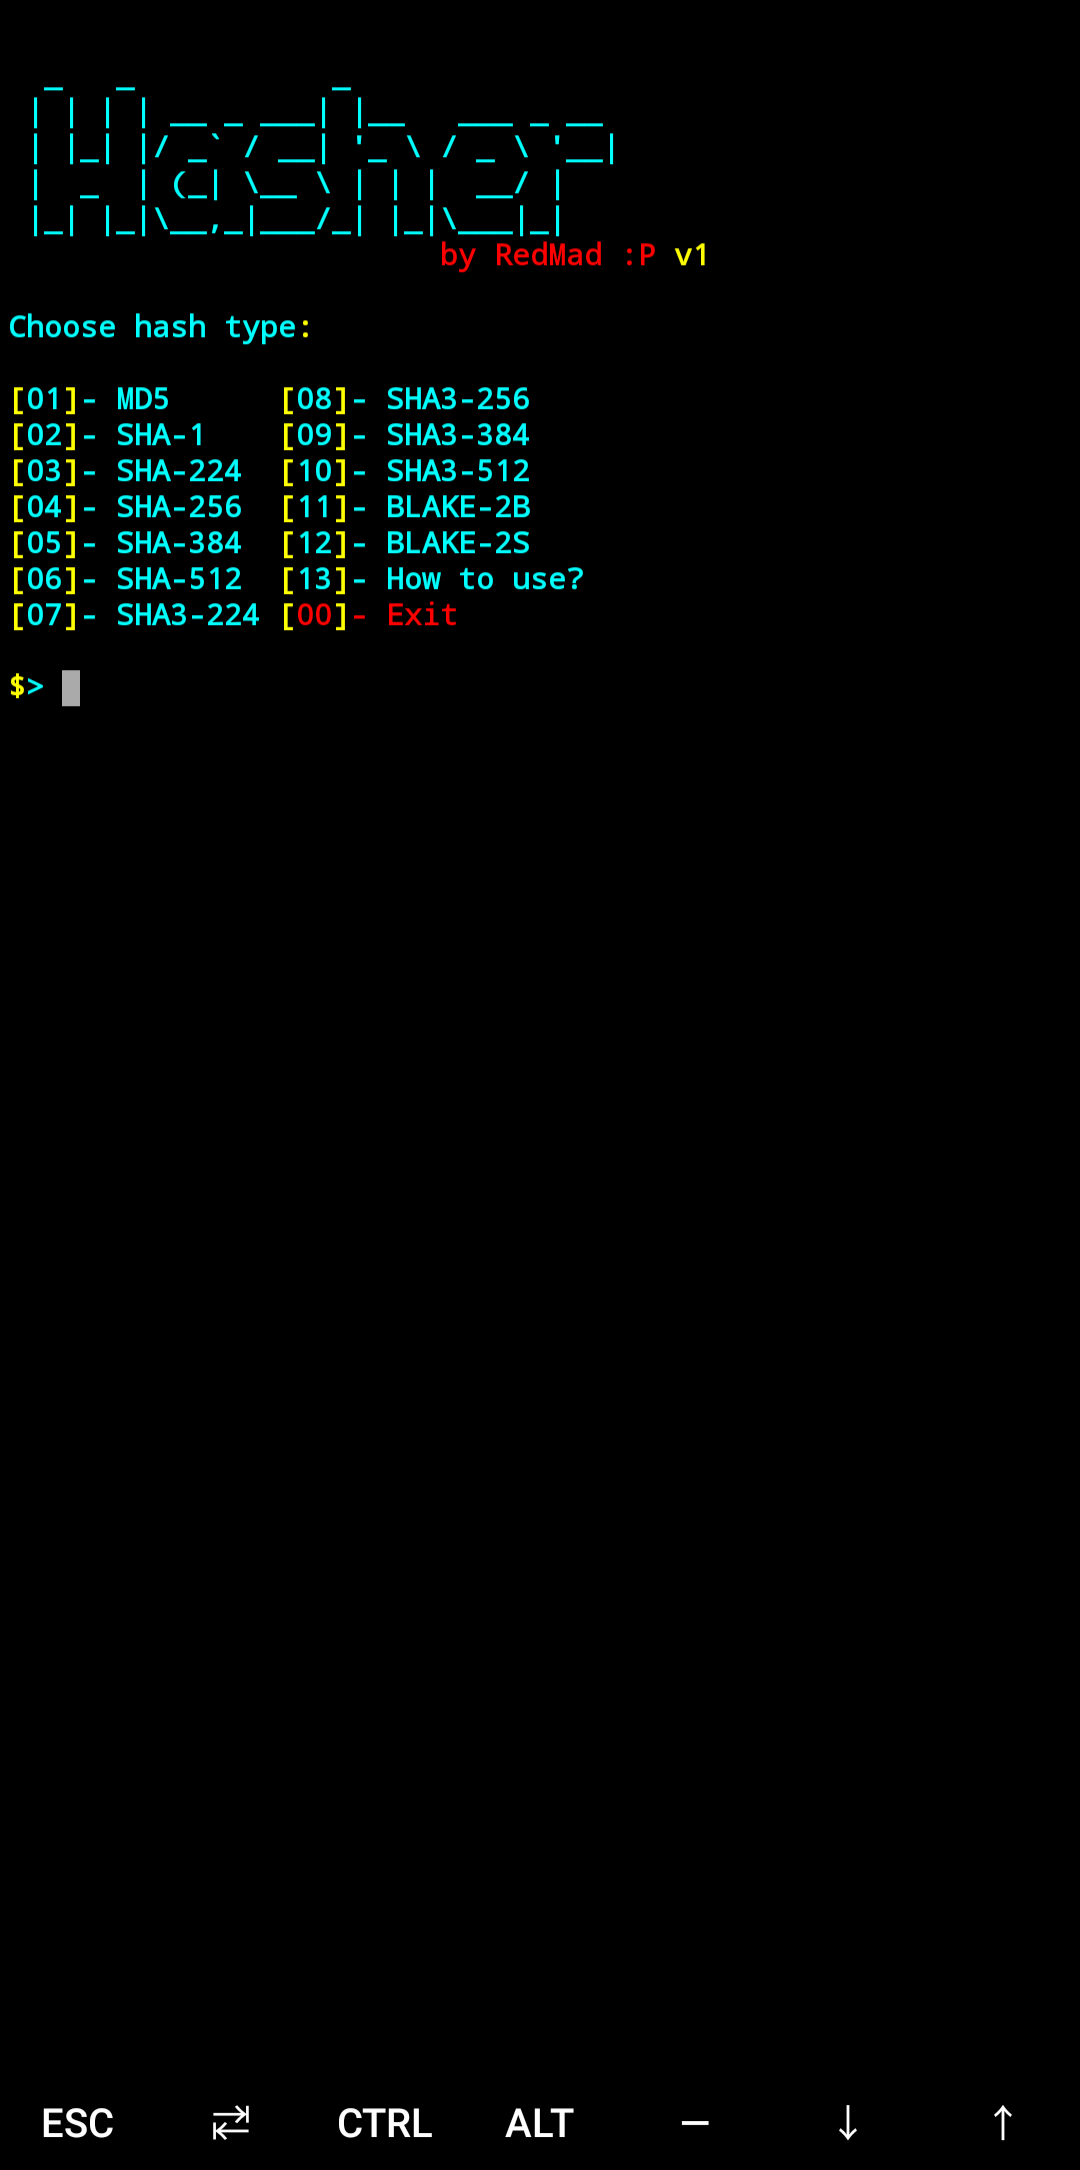 Hasher
by RedMad :P v1
Choose hash type:
[01]- MD5      [08]- SHA3-256
[02]- SHA-1    [09]- SHA3-384
[03]- SHA-224  [10]- SHA3-512
[04]- SHA-256  [11]- BLAKE-2B
[05]- SHA-384  [12]- BLAKE-2S
[06]- SHA-512  [13]- How to use?
[07]- SHA3-224 [00]- Exit
$>
ESC ⇄ CTRL ALT — ↓ ↑